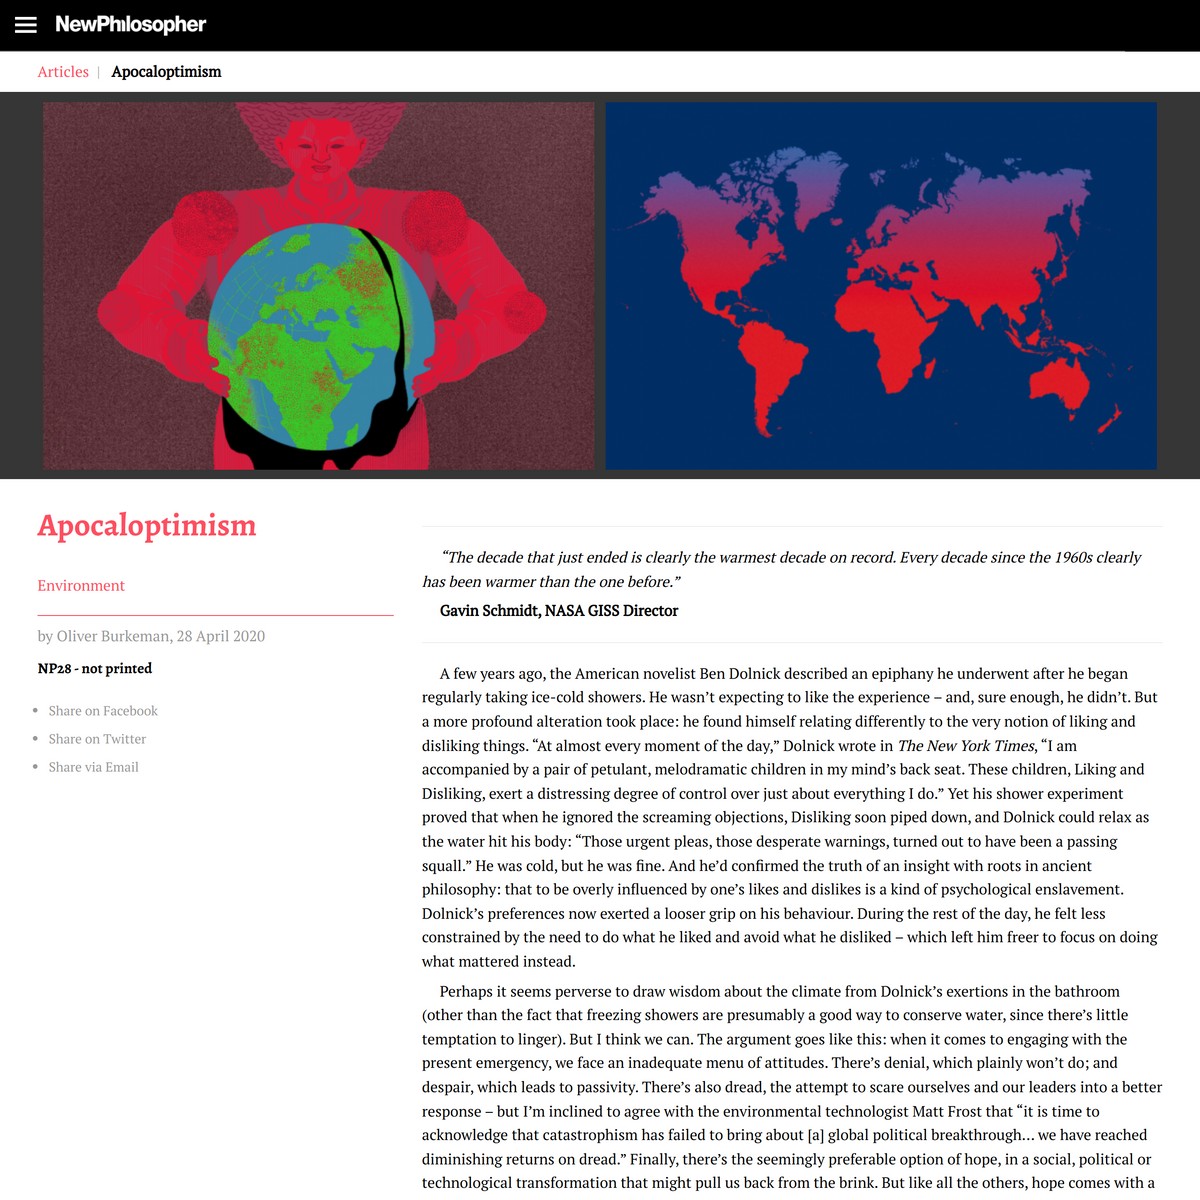 NewPhilosopher
Articles | Apocaloptimism
Apocaloptimism
Environment
by Oliver Burkeman, 28 April 2020
NP28 - not printed
• Share on Facebook
• Share on Twitter
• Share via Email
“The decade that just ended is clearly the warmest decade on record. Every decade since the 1960s clearly
has been warmer than the one before.”
Gavin Schmidt, NASA GISS Director
A few years ago, the American novelist Ben Dolnick described an epiphany he underwent after he began
regularly taking ice-cold showers. He wasn’t expecting to like the experience – and, sure enough, he didn’t. But
a more profound alteration took place: he found himself relating differently to the very notion of liking and
disliking things. “At almost every moment of the day,” Dolnick wrote in The New York Times, “I am
accompanied by a pair of petulant, melodramatic children in my mind’s back seat. These children, Liking and
Disliking, exert a distressing degree of control over just about everything I do.” Yet his shower experiment
proved that when he ignored the screaming objections, Disliking soon piped down, and Dolnick could relax as
the water hit his body: “Those urgent pleas, those desperate warnings, turned out to have been a passing
squall.” He was cold, but he was fine. And he’d confirmed the truth of an insight with roots in ancient
philosophy: that to be overly influenced by one’s likes and dislikes is a kind of psychological enslavement.
Dolnick’s preferences now exerted a looser grip on his behaviour. During the rest of the day, he felt less
constrained by the need to do what he liked and avoid what he disliked – which left him freer to focus on doing
what mattered instead.
Perhaps it seems perverse to draw wisdom about the climate from Dolnick’s exertions in the bathroom
(other than the fact that freezing showers are presumably a good way to conserve water, since there’s little
temptation to linger). But I think we can. The argument goes like this: when it comes to engaging with the
present emergency, we face an inadequate menu of attitudes. There’s denial, which plainly won’t do; and
despair, which leads to passivity. There’s also dread, the attempt to scare ourselves and our leaders into a better
response – but I’m inclined to agree with the environmental technologist Matt Frost that “it is time to
acknowledge that catastrophism has failed to bring about [a] global political breakthrough… we have reached
diminishing returns on dread.” Finally, there’s the seemingly preferable option of hope, in a social, political or
technological transformation that might pull us back from the brink. But like all the others, hope comes with a